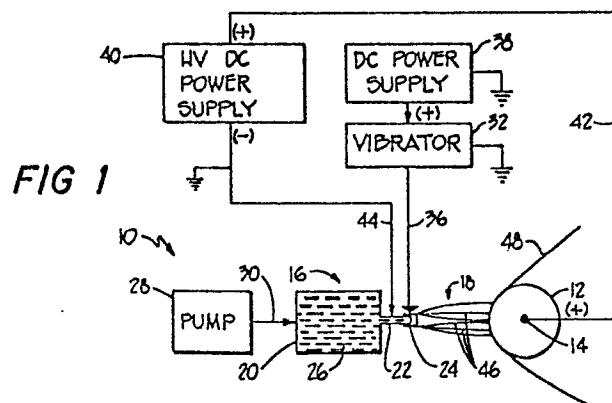 (+)
40
HV DC
POWER
SUPPLY
(-)
DC POWER
SUPPLY
38
(+)
32
VIBRATOR
42
FIG 1
44
36
48
10
28
PUMP
30
16
18
12
(+)
14
20
26
22
24
46